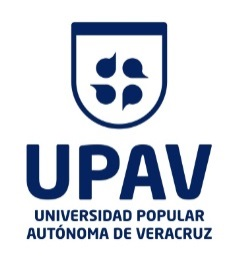 UPAV
UNIVERSIDAD POPULAR
AUTÓNOMA DE VERACRUZ